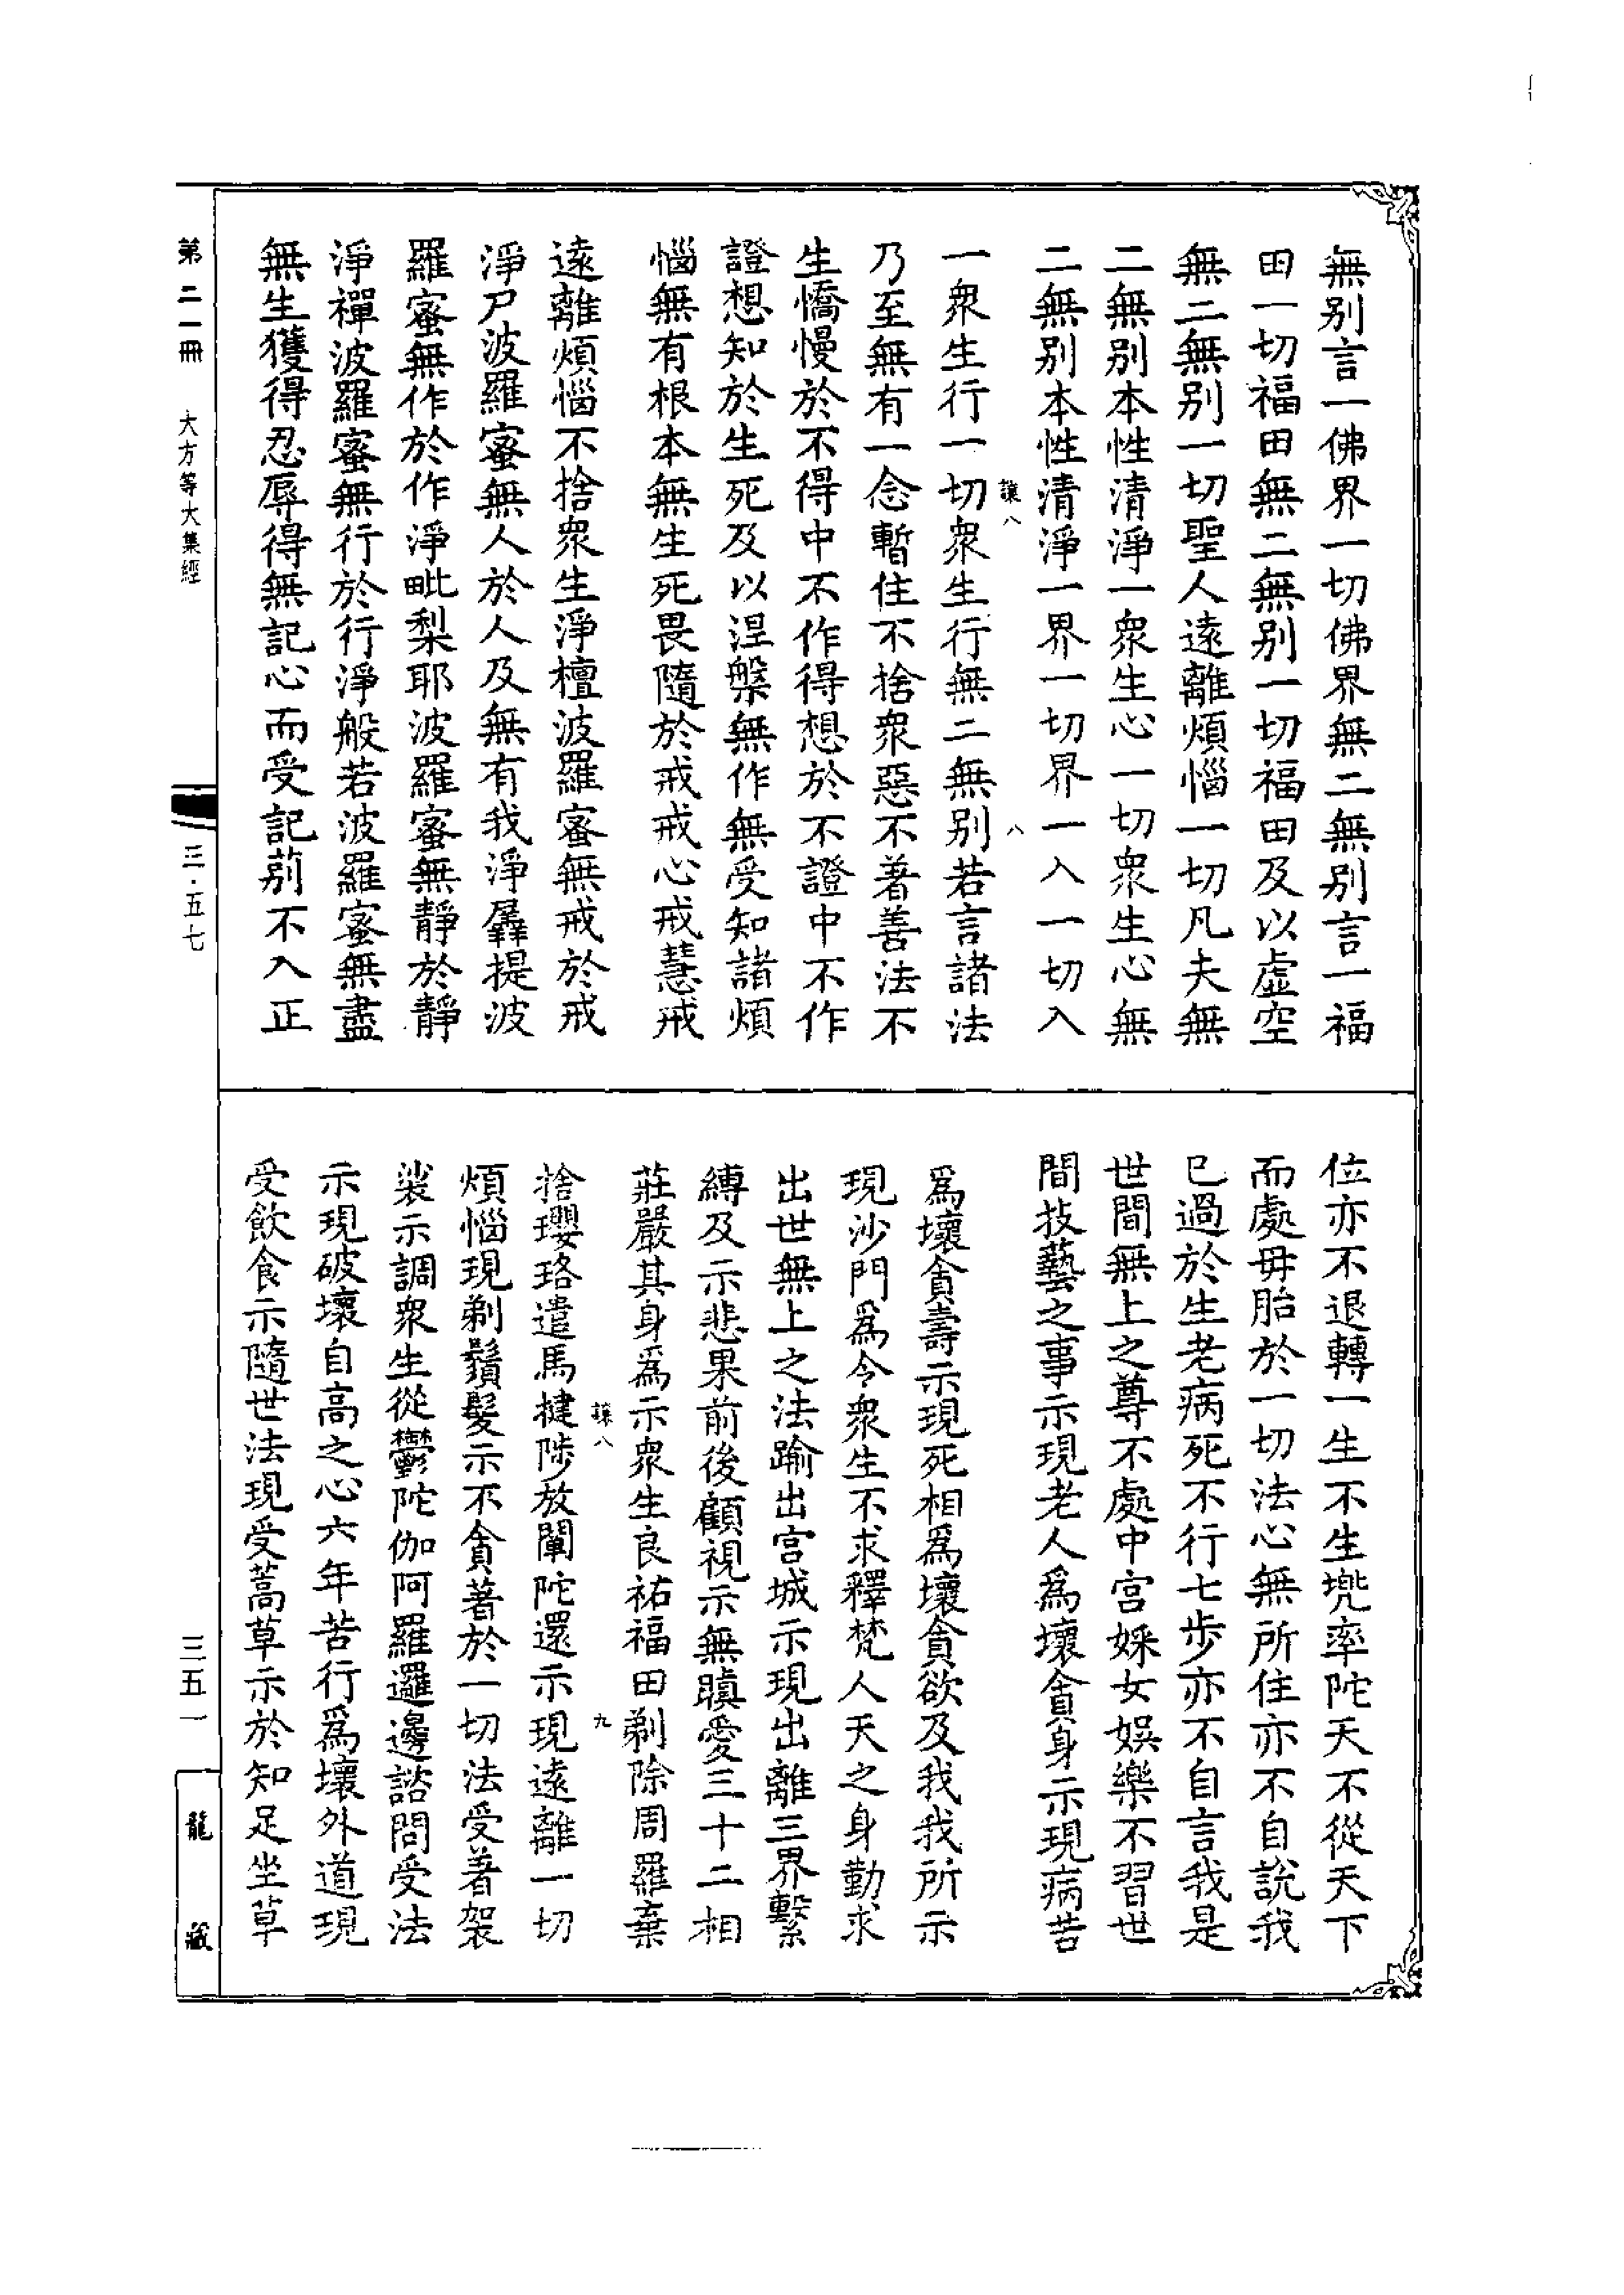 無别言一佛界一切佛界無二無别言一福
田一切福田無二無别一切福田及以虚空
無二無别一切聖人遠離煩惱一切凡夫無
二無别本性清淨一衆生心一切衆生心無
二無别本性清淨一界一切界一入一切入
讓八 八
一衆生行一切衆生行無二無别若言諸法
乃至無有一念暫住不捨衆惡不著善法不
生憍慢於不得中不作得想於不證中不作
證想知於生死及以涅槃無作無受知諸煩
惱無有根本無生死畏隨於戒戒心戒慧戒
遠離煩惱不捨衆生淨檀波羅蜜無戒於戒
淨尸波羅蜜無人於人及無有我淨羼提波
羅蜜無作於作淨毗梨耶波羅蜜無靜於靜
淨禪波羅蜜無行於行淨般若波羅蜜無盡
無生獲得忍辱得無記心而受記莂不入正
位亦不退轉一生不生兜率陀天不從天下
而處毋胎於一切法心無所住亦不自說我
已過於生老病死不行七步亦不自言我是
世間無上之尊不處中宫婇女娱樂不習世
間技藝之事示現老人爲壞貪身示現病苦
爲壞貪壽示現死相爲壞貪欲及我我所示
現沙門爲令衆生不求釋梵人天之身勤求
出世無上之法踰出宫城示現出離三界繫
縛及示悲果前後顧視示無瞋愛三十二相
莊嚴其身爲示衆生良祐福田剃除周羅棄
讓八 九
捨瓔珞遣馬揵陟放闡陀還示現遠離一切
煩惱現剃鬚髮示不貪著於一切法受著袈
裟示調衆生從鬱陀伽阿羅邏邊諮問受法
示現破壞自高之心六年苦行爲壞外道現
受飲食示隨世法現受蒿草示於知足坐草
第二一冊 大方等大集經 三·五七 三五一 龍藏